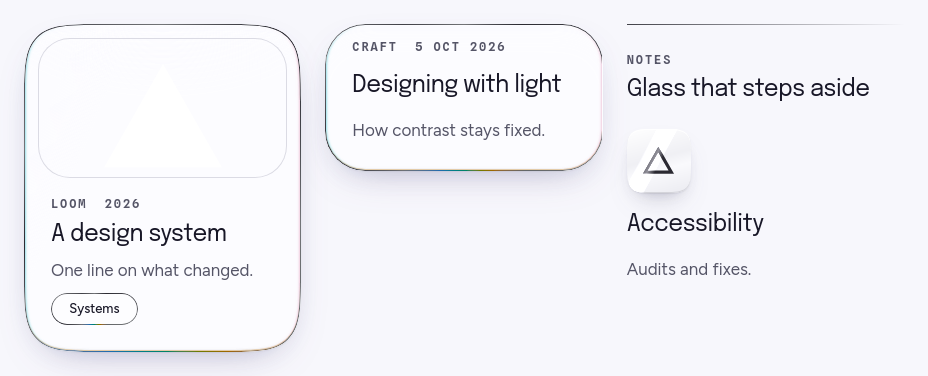 LOOM 2026
A design system
One line on what changed.
Systems
CRAFT 5 OCT 2026
Designing with light
How contrast stays fixed.
NOTES
Glass that steps aside
Accessibility
Audits and fixes.